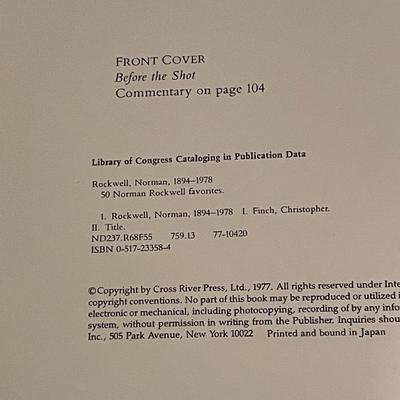 FRONT COVER
Before the Shot
Commentary on page 104
Library of Congress Cataloging in Publication Data
Rockwell, Norman, 1894–1978
50 Norman Rockwell favorites.
I. Rockwell, Norman, 1894–1978 I. Finch, Christopher.
II. Title.
ND237.R68F55 759.13 77-10420
ISBN 0-517-23358-4
©Copyright by Cross River Press, Ltd., 1977. All rights reserved under Inte
copyright conventions. No part of this book may be reproduced or utilized i
electronic or mechanical, including photocopying, recording of by any info
system, without permission in writing from the Publisher. Inquiries shou
Inc., 505 Park Avenue, New York 10022 Printed and bound in Japan